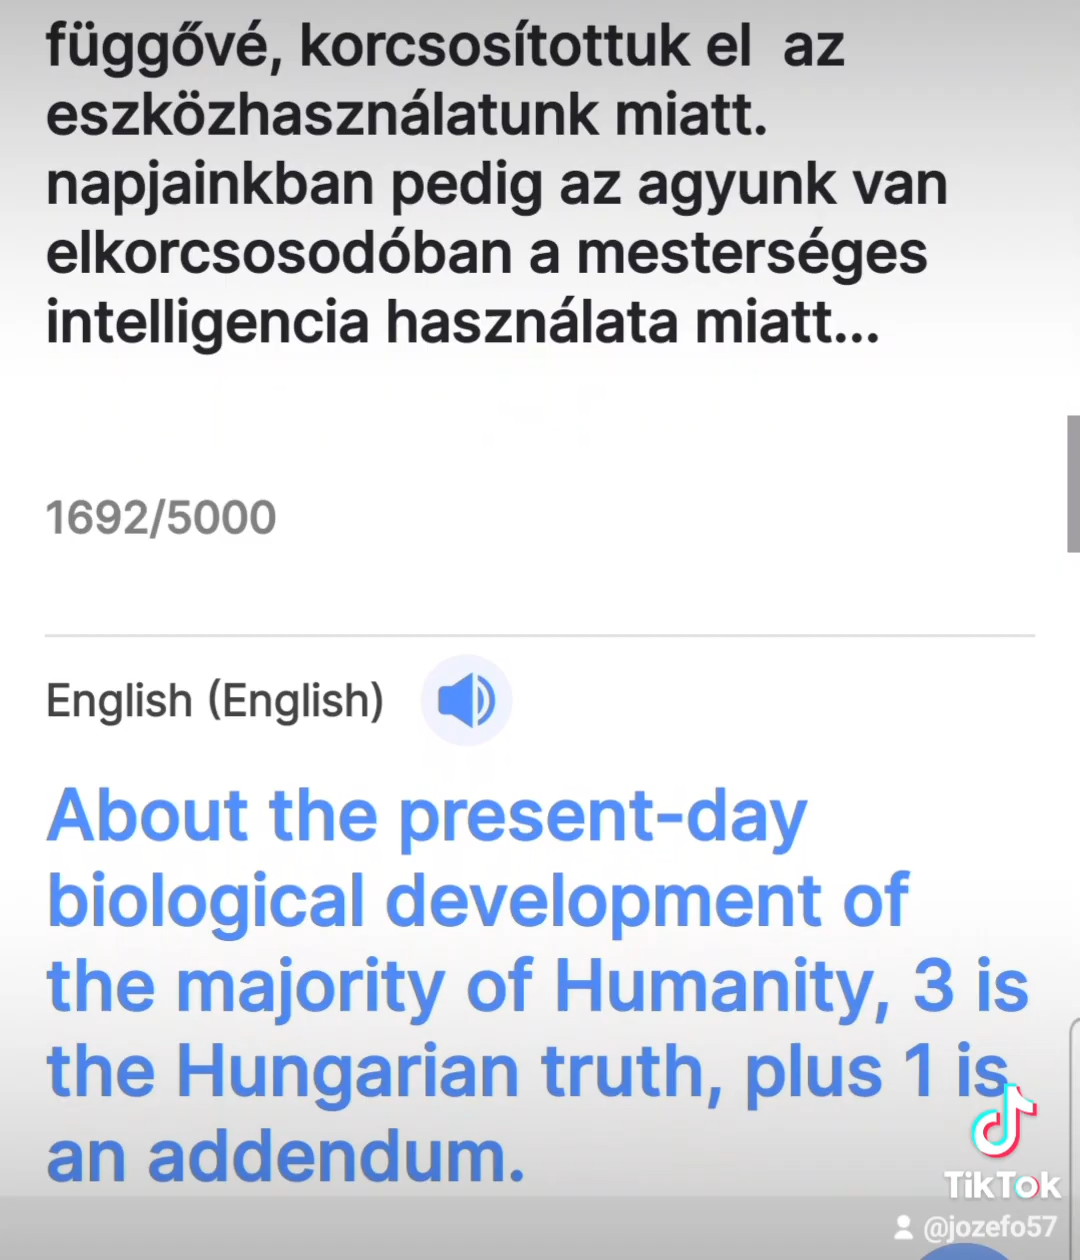 függővé, korcsosítottuk el az
eszközhasználatunk miatt.
napjainkban pedig az agyunk van
elkorcsosodóban a mesterséges
intelligencia használata miatt...
1692/5000
English (English)
About the present-day
biological development of
the majority of Humanity, 3 is
the Hungarian truth, plus 1 is
an addendum.
TikTok
@jozefo57